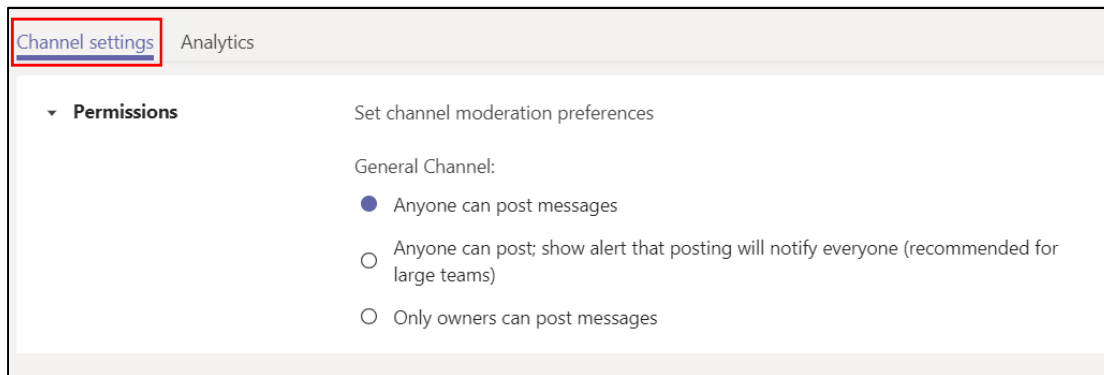 Channel settings Analytics
Permissions Set channel moderation preferences
General Channel:
Anyone can post messages
Anyone can post; show alert that posting will notify everyone (recommended for
large teams)
Only owners can post messages